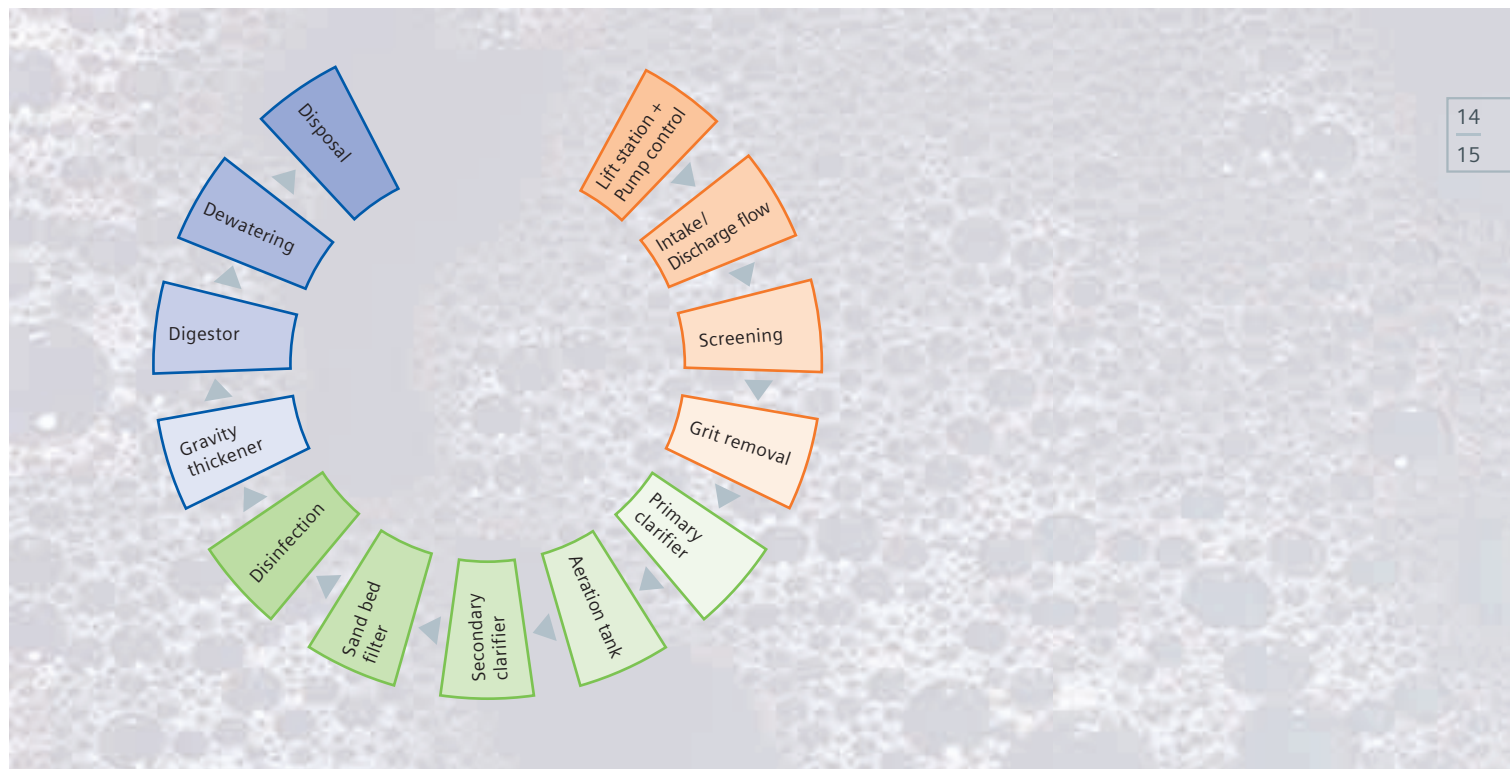 Lift station +
Pump control
Intake/
Discharge flow
Screening
Grit removal
Primary
clarifier
Aeration tank
Secondary
clarifier
Sand bed
filter
Disinfection
Gravity
thickener
Digestor
Dewatering
Disposal
14
15